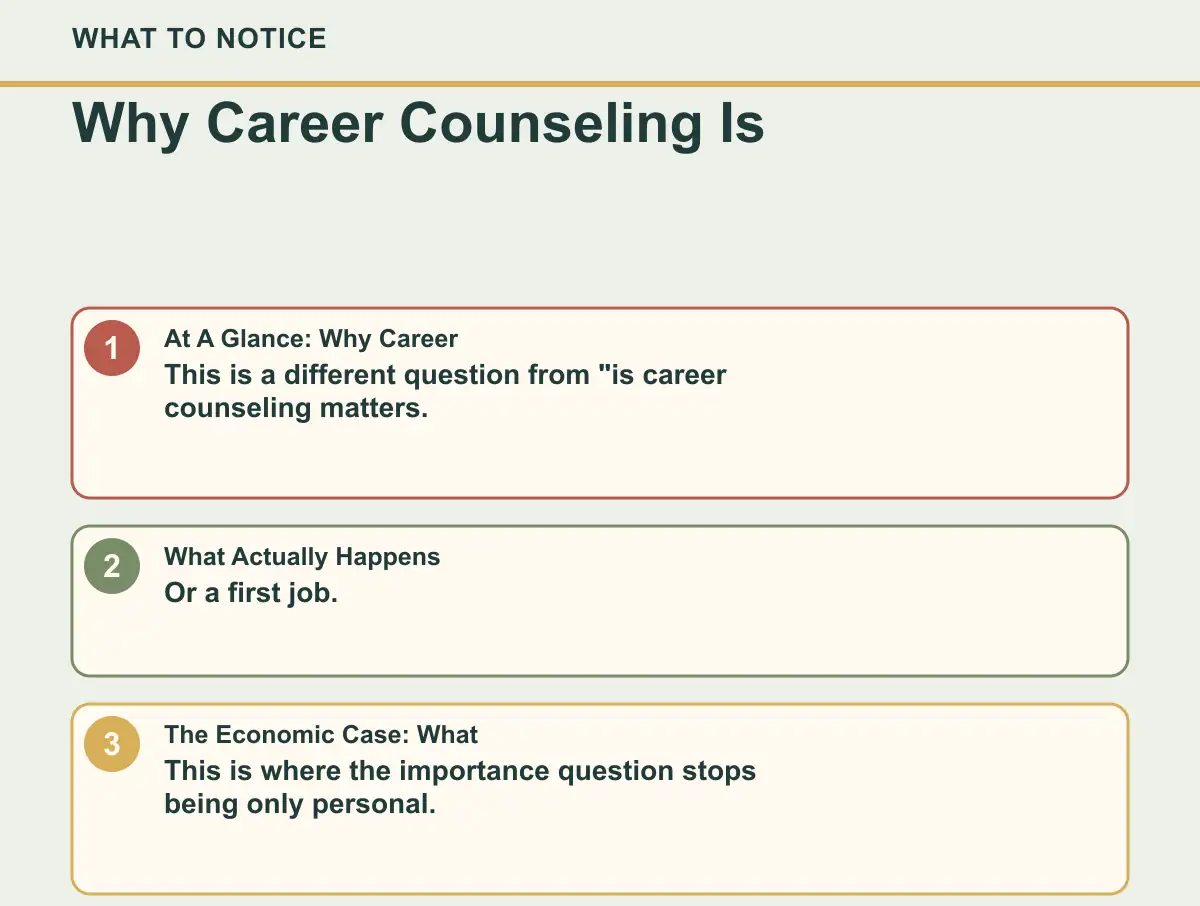 WHAT TO NOTICE
Why Career Counseling Is
1
At A Glance: Why Career
This is a different question from "is career
counseling matters.
2
What Actually Happens
Or a first job.
3
The Economic Case: What
This is where the importance question stops
being only personal.